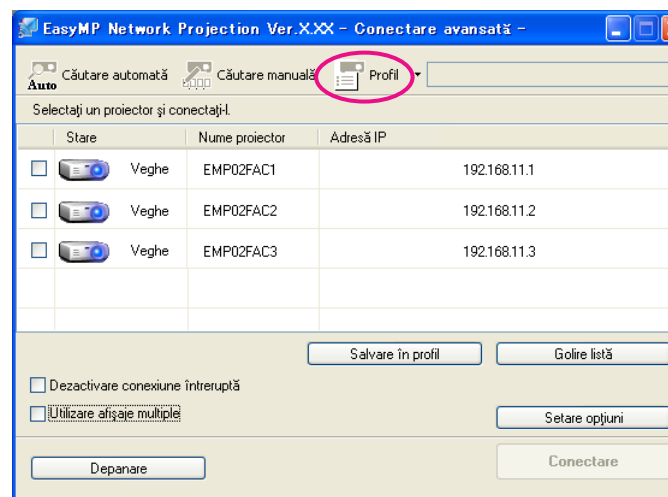 EasyMP Network Projection Ver.X.XX - Conectare avansată -
Auto Căutare automată Căutare manuală Profil
Selectaţi un proiector şi conectaţi-l.
Stare Nume proiector Adresă IP
Veghe EMP02FAC1 192.168.11.1
Veghe EMP02FAC2 192.168.11.2
Veghe EMP02FAC3 192.168.11.3
Salvare în profil Golire listă
Dezactivare conexiune întreruptă
Utilizare afişaje multiple
Setare opţiuni
Depanare Conectare